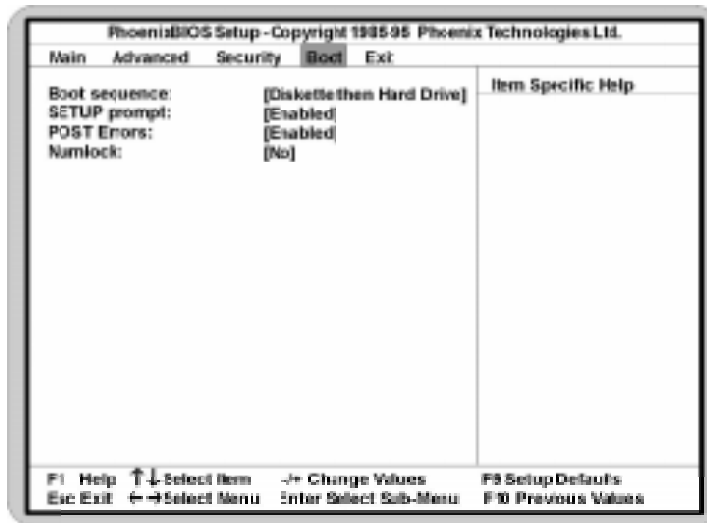 PhoenixBIOS Setup - Copyright 1985-95 Phoenix Technologies Ltd.
Main Advanced Security Boot Exit
Item Specific Help
Boot sequence: [Diskette then Hard Drive]
SETUP prompt: [Enabled]
POST Errors: [Enabled]
Numlock: [No]
F1 Help ↑↓ Select Item -/+ Change Values F9 Setup Defaults
Esc Exit ←→ Select Menu Enter Select Sub-Menu F10 Previous Values